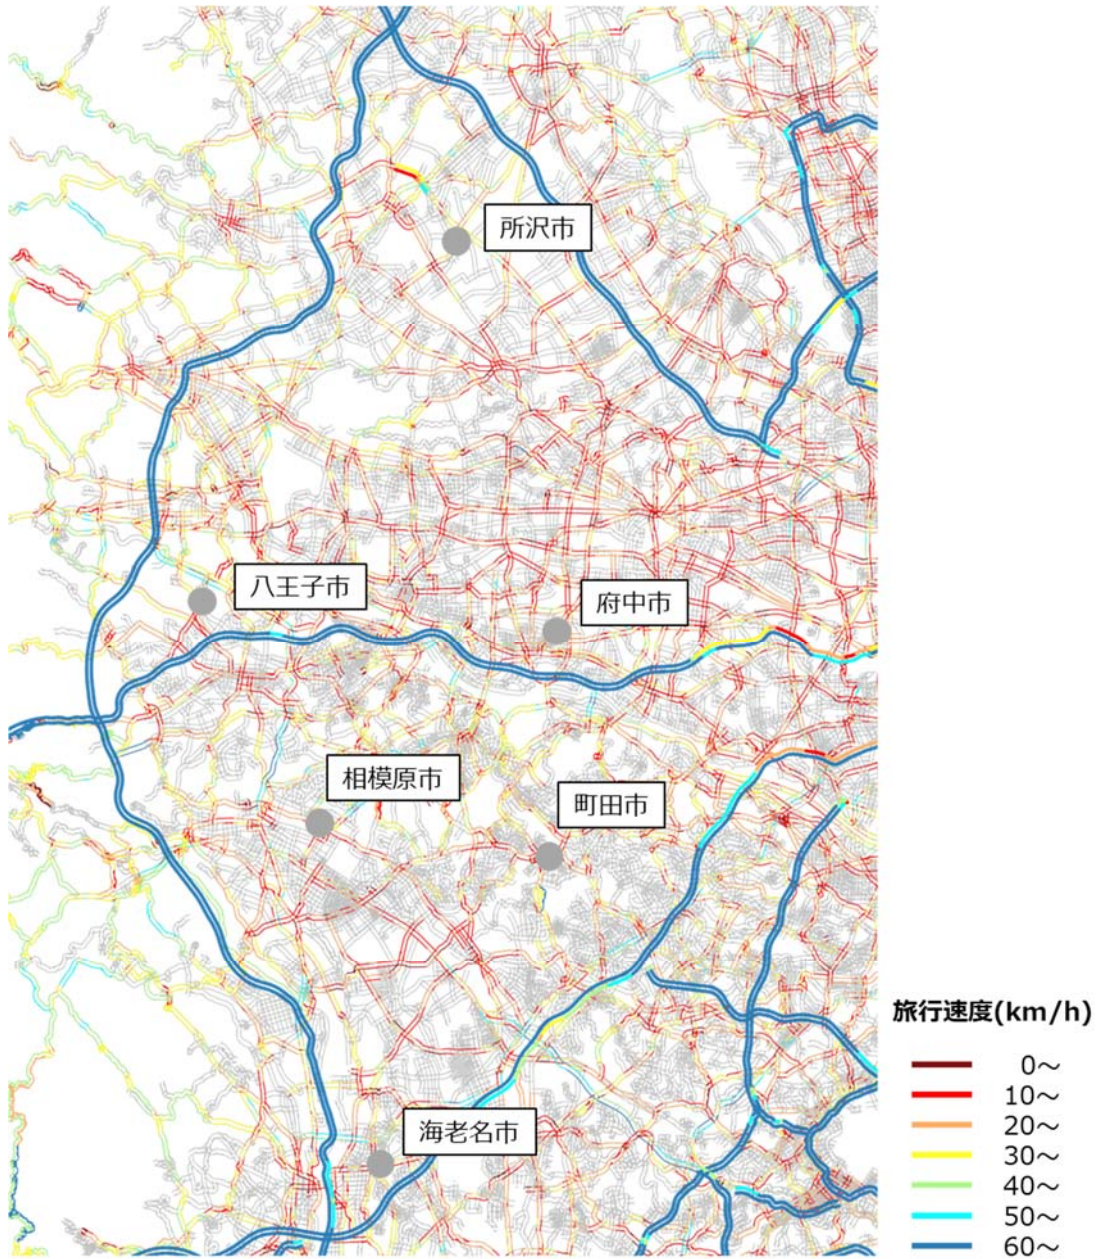 所沢市
八王子市
府中市
相模原市
町田市
海老名市
旅行速度(km/h)
0～
10～
20～
30～
40～
50～
60～